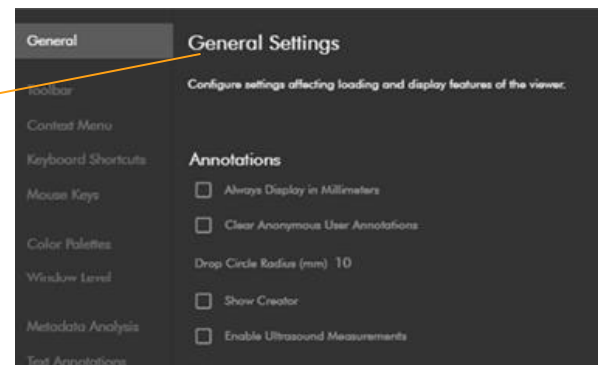 General
Toolbar
Context Menu
Keyboard Shortcuts
Mouse Keys
Color Palettes
Window Level
Metadata Analysis
Text Annotations
General Settings
Configure settings affecting loading and display features of the viewer.
Annotations
Always Display in Millimeters
Clear Anonymous User Annotations
Drop Circle Radius (mm) 10
Show Creator
Enable Ultrasound Measurements